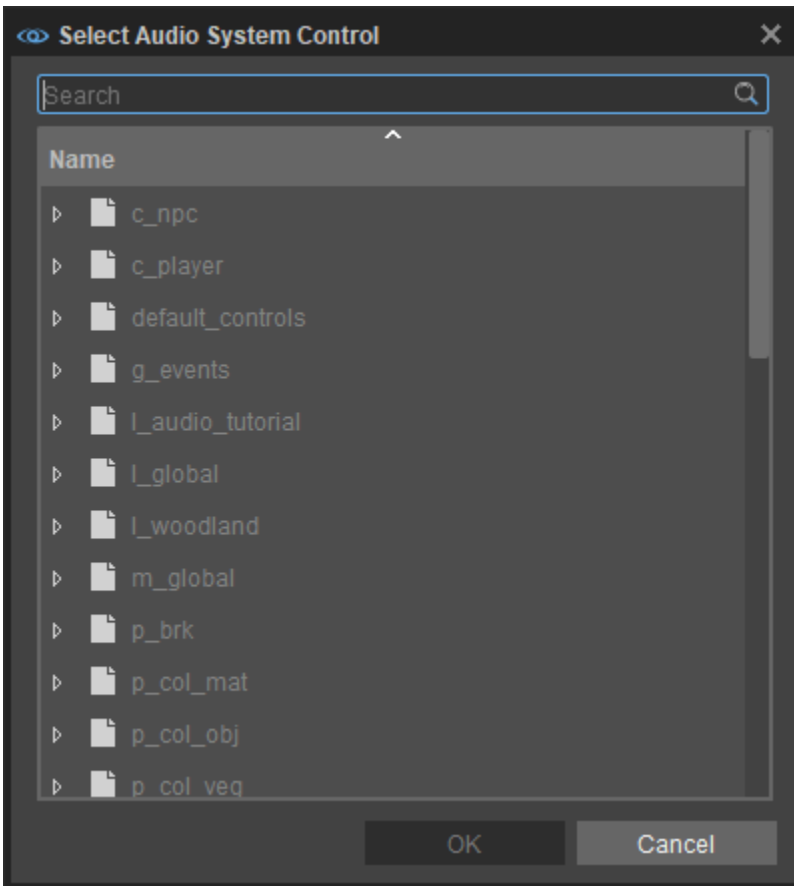 Select Audio System Control
Search
Name
c_npc
c_player
default_controls
g_events
l_audio_tutorial
l_global
l_woodland
m_global
p_brk
p_col_mat
p_col_obj
p_col_veg
OK
Cancel